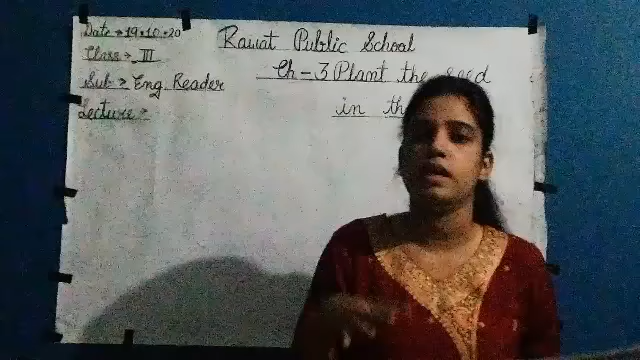 Date → 19.10.20
Rawat Public School
Class → III
Ch - 3 Plant the Seed
Sub → Eng. Reader
in th
Lecture →